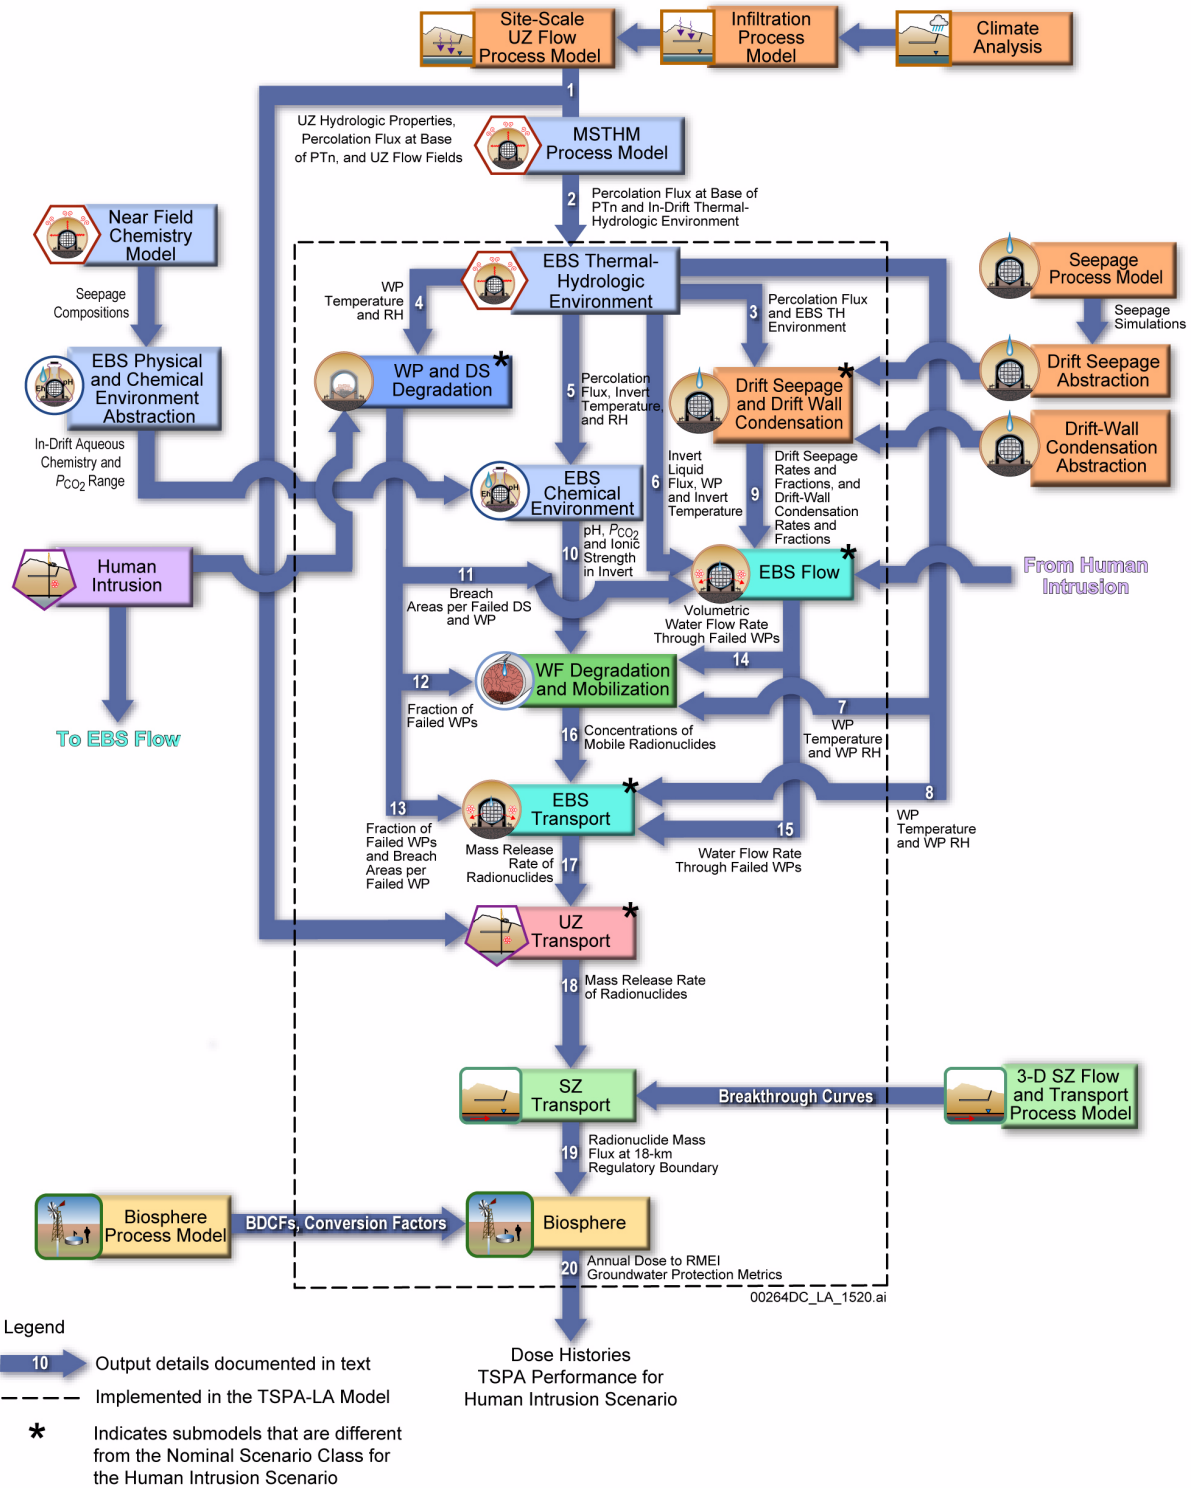 Site-Scale
UZ Flow
Process Model
Infiltration
Process
Model
Climate
Analysis
1
UZ Hydrologic Properties,
Percolation Flux at Base
of PTn, and UZ Flow Fields
MSTHM
Process Model
2
Percolation Flux at Base of
PTn and In-Drift Thermal-
Hydrologic Environment
Near Field
Chemistry
Model
Seepage
Compositions
EBS Thermal-
Hydrologic
Environment
Seepage
Process Model
Seepage
Simulations
WP
Temperature
and RH
4
3
Percolation Flux
and EBS TH
Environment
EBS Physical
and Chemical
Environment
Abstraction
Eh
pH
WP and DS
Degradation
*
5
Percolation
Flux, Invert
Temperature,
and RH
Drift Seepage
and Drift Wall
Condensation
*
Drift Seepage
Abstraction
Drift-Wall
Condensation
Abstraction
In-Drift Aqueous
Chemistry and
PCO2 Range
EBS
Chemical
Environment
Eh
pH
6
Invert
Liquid
Flux, WP
and Invert
Temperature
9
Drift Seepage
Rates and
Fractions, and
Drift-Wall
Condensation
Rates and
Fractions
10
pH, PCO2
and Ionic
Strength
in Invert
Human
Intrusion
11
Breach
Areas per Failed DS
and WP
EBS Flow
*
From Human
Intrusion
Volumetric
Water Flow Rate
Through Failed WPs
14
WF Degradation
and Mobilization
12
Fraction of
Failed WPs
7
WP
Temperature
and WP RH
To EBS Flow
16
Concentrations of
Mobile Radionuclides
EBS
Transport
*
8
WP
Temperature
and WP RH
13
Fraction of
Failed WPs
and Breach
Areas per
Failed WP
15
Water Flow Rate
Through Failed WPs
Mass Release
Rate of
Radionuclides
17
UZ
Transport
*
18
Mass Release Rate
of Radionuclides
SZ
Transport
Breakthrough Curves
3-D SZ Flow
and Transport
Process Model
19
Radionuclide Mass
Flux at 18-km
Regulatory Boundary
Biosphere
Process Model
BDCFs, Conversion Factors
Biosphere
20
Annual Dose to RMEI
Groundwater Protection Metrics
00264DC_LA_1520.ai
Dose Histories
TSPA Performance for
Human Intrusion Scenario
Legend
10
Output details documented in text
Implemented in the TSPA-LA Model
*
Indicates submodels that are different
from the Nominal Scenario Class for
the Human Intrusion Scenario